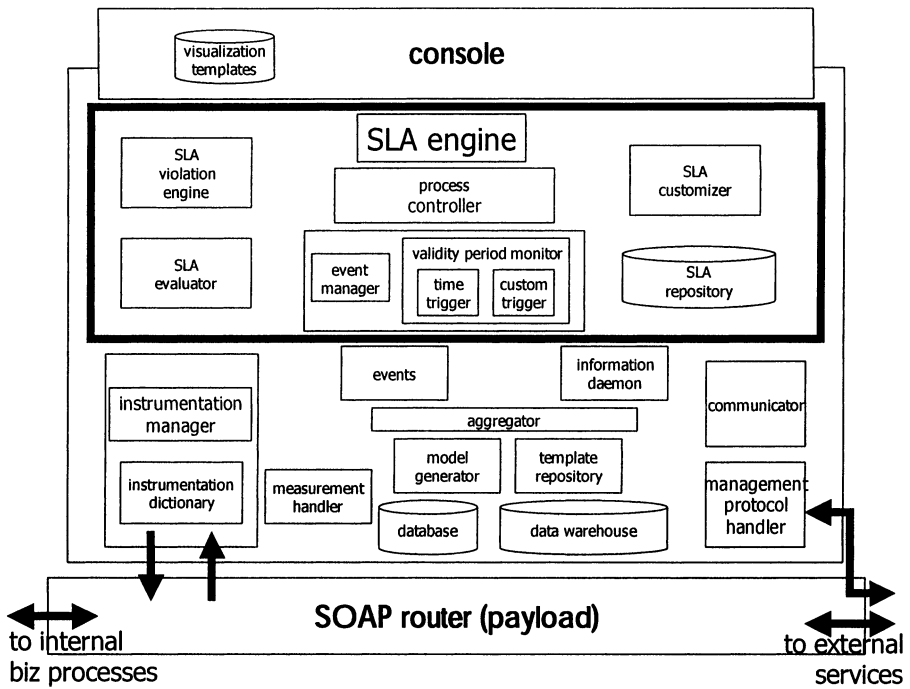 visualization
templates
console
SLA engine
SLA
violation
engine
process
controller
SLA
customizer
SLA
evaluator
event
manager
validity period monitor
time
trigger
custom
trigger
SLA
repository
events
information
daemon
instrumentation
manager
communicator
aggregator
model
generator
template
repository
instrumentation
dictionary
measurement
handler
database
data warehouse
management
protocol
handler
SOAP router (payload)
to internal
biz processes
to external
services